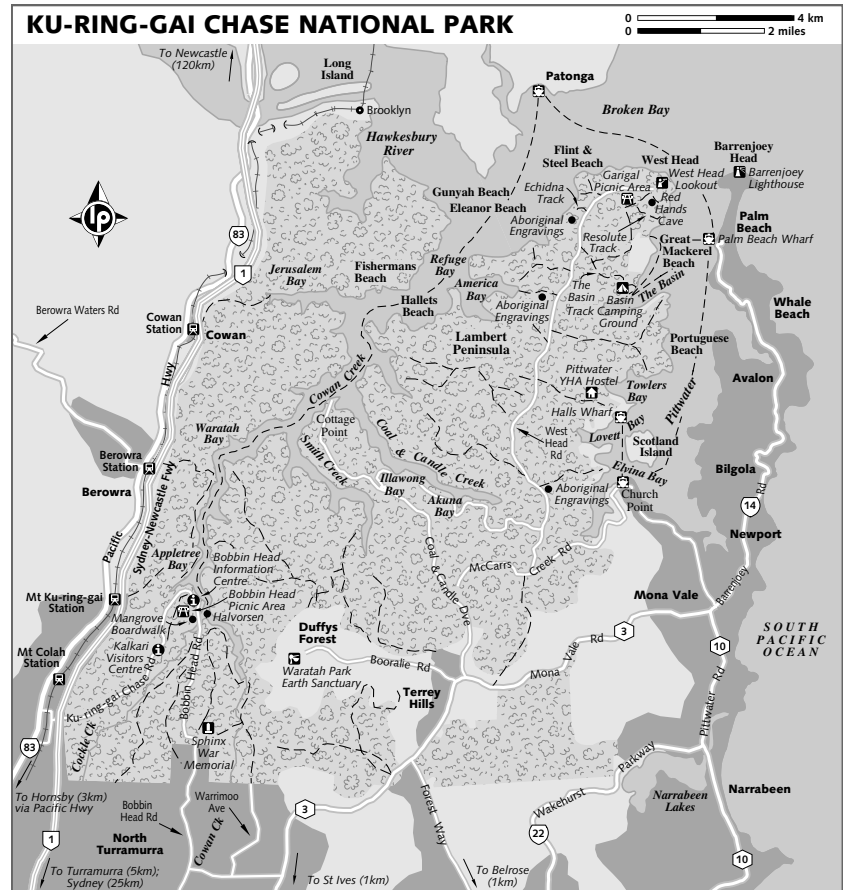 KU-RING-GAI CHASE NATIONAL PARK
0 4 km
0 2 miles
To Newcastle
(120km)
Long
Island
Patonga
Brooklyn
Broken Bay
Hawkesbury
River
Flint &
Steel Beach
West Head
Barrenjoey
Head
Garigal
Picnic Area
West Head
Lookout
Barrenjoey
Lighthouse
Gunyah Beach
Eleanor Beach
Echidna
Track
Red
Hands
Cave
Aboriginal
Engravings
Resolute
Track
Palm
Beach
Great
Mackerel
Beach
Palm Beach Wharf
lp
83
1
Jerusalem
Bay
Fishermans
Beach
Refuge
Bay
America
Bay
The
Basin
Track
Basin
Camping
Ground
The Basin
Hallets
Beach
Aboriginal
Engravings
Whale
Beach
Berowra Waters Rd
Cowan
Station
Cowan
Lambert
Peninsula
Portuguese
Beach
Hwy
Cowan Creek
Pittwater
YHA Hostel
Towlers
Bay
Pittwater
Avalon
Halls Wharf
Cottage
Point
Waratah
Bay
Coal & Candle Creek
West
Head
Rd
Lovett Bay
Scotland
Island
Smith Creek
Berowra
Station
Berowra
Illawong
Bay
Akuna
Bay
Elvina Bay
Aboriginal
Engravings
Church
Point
Bilgola
14
Rd
Newport
Pacific
Sydney-Newcastle Fwy
Appletree
Bay
Bobbin Head
Information
Centre
Bobbin Head
Picnic Area
Halvorsen
Coal & Candle Dve
McCarrs Creek Rd
Mona Vale
Barrenjoey
Mt Ku-ring-gai
Station
Mangrove
Boardwalk
Kalkari
Visitors
Centre
Duffys
Forest
Mona Vale Rd
3
10
SOUTH
PACIFIC
OCEAN
Mt Colah
Station
Ku-ring-gai Chase Rd
Bobbin Head Rd
Waratah Park
Earth Sanctuary
Booralie Rd
Terrey
Hills
Pittwater Rd
83
Cockle Ck
Sphinx
War
Memorial
Parkway
To Hornsby (3km)
via Pacific Hwy
Bobbin
Head Rd
Warrimoo
Ave
3
Forest Way
Wakehurst
Narrabeen
Lakes
Narrabeen
1
North
Turramurra
Cowan Ck
22
10
To Turramurra (5km);
Sydney (25km)
To St Ives (1km)
To Belrose
(1km)